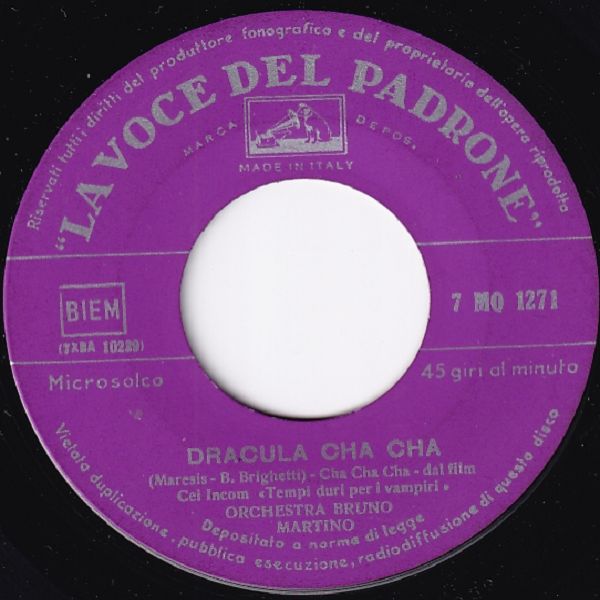 Riservati tutti i diritti del produttore fonografico e del proprietario dell'opera riprodotta
"LA VOCE DEL PADRONE"
MARCA DEPOS.
MADE IN ITALY
BIEM
(7XBA 10289)
7 MQ 1271
Microsolco
45 giri al minuto
DRACULA CHA CHA
(Maresis - B. Brighetti) - Cha Cha Cha - dal film
Cei Incom «Tempi duri per i vampiri»
ORCHESTRA BRUNO
MARTINO
Depositato a norma di legge
Vietata duplicazione, pubblica esecuzione, radiodiffusione di questo disco